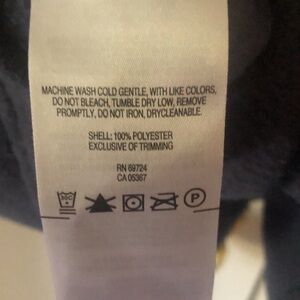 MACHINE WASH COLD GENTLE, WITH LIKE COLORS,
DO NOT BLEACH, TUMBLE DRY LOW, REMOVE
PROMPTLY, DO NOT IRON, DRYCLEANABLE.
SHELL: 100% POLYESTER
EXCLUSIVE OF TRIMMING
RN 69724
CA 05367
30C P